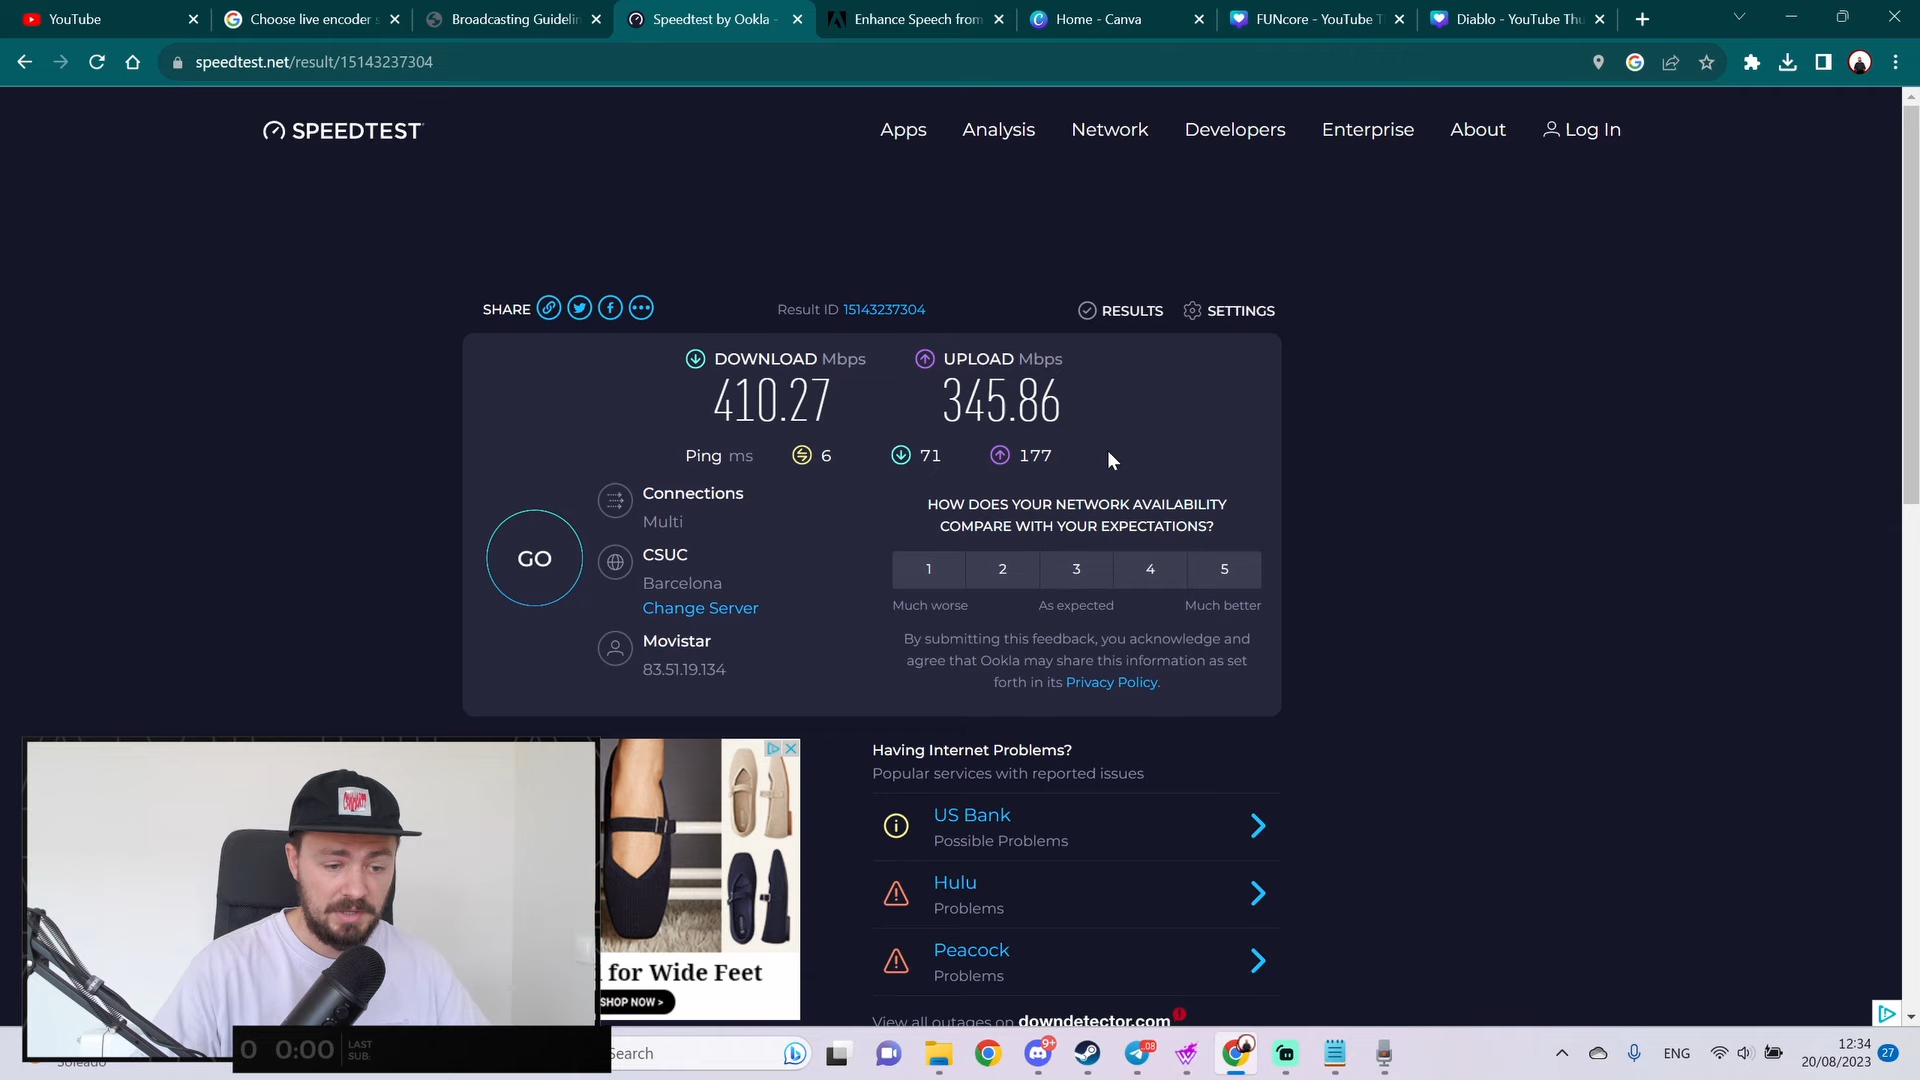 YouTube
Choose live encoder
Broadcasting Guidelin
Speedtest by Ookla -
Enhance Speech from
Home - Canva
FUNcore - YouTube T
Diablo - YouTube Thu
speedtest.net/result/15143237304
SPEEDTEST
Apps
Analysis
Network
Developers
Enterprise
About
Log In
SHARE
Result ID 15143237304
RESULTS
SETTINGS
DOWNLOAD Mbps
410.27
UPLOAD Mbps
345.86
Ping ms 6 71 177
GO
Connections
Multi
CSUC
Barcelona
Change Server
Movistar
83.51.19.134
HOW DOES YOUR NETWORK AVAILABILITY
COMPARE WITH YOUR EXPECTATIONS?
1 2 3 4 5
Much worse As expected Much better
By submitting this feedback, you acknowledge and
agree that Ookla may share this information as set
forth in its Privacy Policy.
for Wide Feet
SHOP NOW >
Having Internet Problems?
Popular services with reported issues
US Bank
Possible Problems
Hulu
Problems
Peacock
Problems
View all outages on downdetector.com
0 0:00 LAST
SUB:
Soleado
Search
9+
08
ENG
12:34
20/08/2023
27